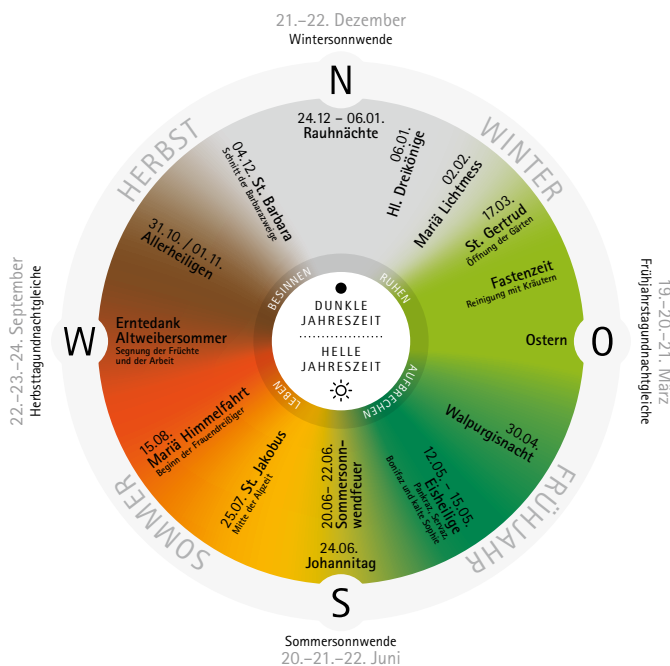 21.–22. Dezember
Wintersonnwende
N
HERBST
WINTER
24.12 – 06.01.
Rauhnächte
06.01.
Hl. Dreikönige
02.02.
Mariä Lichtmess
17.03.
St. Gertrud
Öffnung der Gärten
Fastenzeit
Reinigung mit Kräutern
Ostern
O
19.–20.–21. März
Frühjahrstagundnachtgleiche
30.04.
Walpurgisnacht
12.05. – 15.05.
Eisheilige
Pankraz, Servaz,
Bonifaz und kalte Sophie
FRÜHJAHR
20.06– 22.06.
Sommersonn-
wendfeuer
24.06.
Johannitag
S
Sommersonnwende
20.–21.–22. Juni
SOMMER
25.07. St. Jakobus
Mitte der Alpzeit
15.08.
Mariä Himmelfahrt
Beginn der Frauendreißiger
Erntedank
Altweibersommer
Segnung der Früchte
und der Arbeit
W
22.–23.–24. September
Herbsttagundnachtgleiche
31.10. / 01.11.
Allerheiligen
04.12. St. Barbara
Schnitt der Barbarazweige
BESINNEN
RUHEN
AUFBRECHEN
LEBEN
DUNKLE
JAHRESZEIT
HELLE
JAHRESZEIT